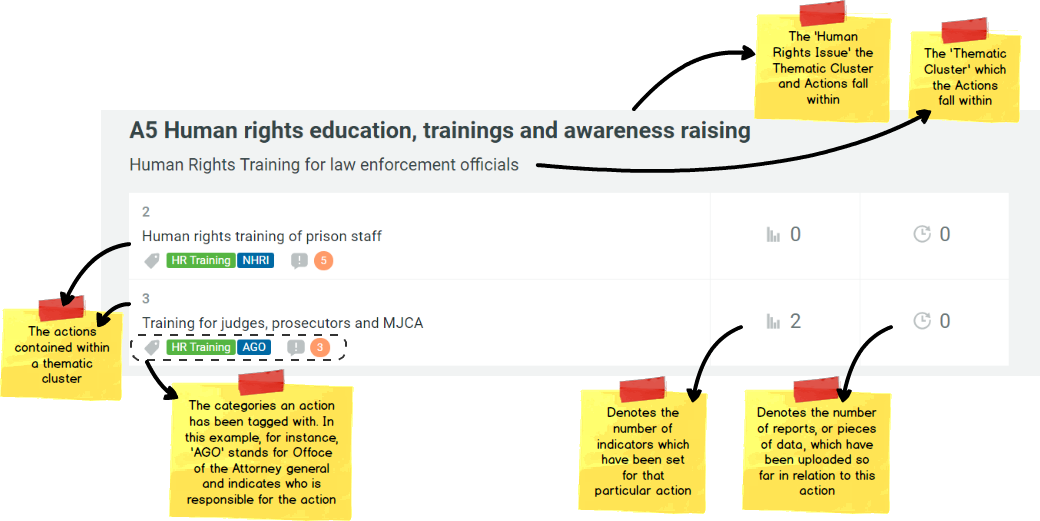 The 'Human
Rights Issue' the
Thematic Cluster
and Actions fall
within
The 'Thematic
Cluster' which
the Actions
fall within
A5 Human rights education, trainings and awareness raising
Human Rights Training for law enforcement officials
2
Human rights training of prison staff
HR Training NHRI ! 5
0
0
3
Training for judges, prosecutors and MJCA
HR Training AGO ! 3
2
0
The actions
contained within
a thematic
cluster
The categories an action
has been tagged with. In
this example, for instance,
'AGO' stands for Offoce
of the Attorney general
and indicates who is
responsible for the action
Denotes the
number of
indicators which
have been set
for that
particular action
Denotes the number
of reports, or pieces
of data, which have
been uploaded so
far in relation to this
action